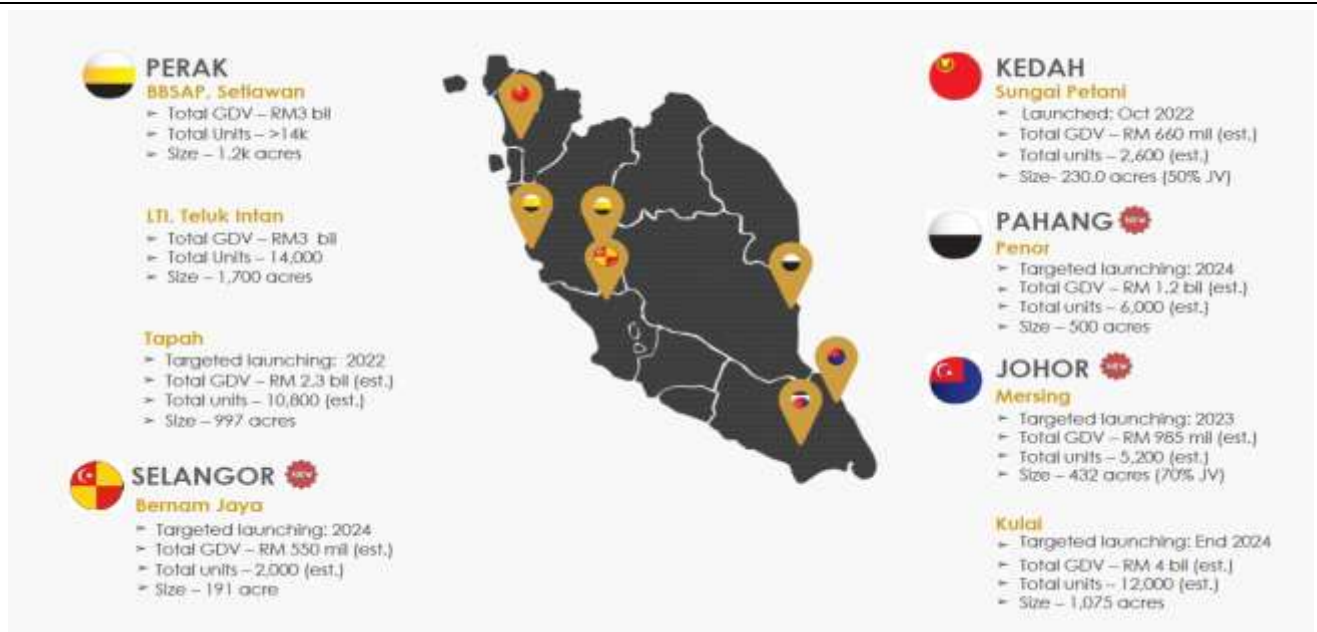 PERAK
BBSAP, Setiawan
➢ Total GDV – RM3 bil
➢ Total Units – >14k
➢ Size – 1.2k acres
LTI, Teluk Intan
➢ Total GDV – RM3 bil
➢ Total Units – 14,000
➢ Size – 1,700 acres
Tapah
➢ Targeted launching: 2022
➢ Total GDV – RM 2.3 bil (est.)
➢ Total units – 10,800 (est.)
➢ Size – 997 acres
SELANGOR NEW
Bernam Jaya
➢ Targeted launching: 2024
➢ Total GDV – RM 550 mil (est.)
➢ Total units – 2,000 (est.)
➢ Size – 191 acre
KEDAH
Sungai Petani
➢ Launched: Oct 2022
➢ Total GDV – RM 660 mil (est.)
➢ Total units – 2,600 (est.)
➢ Size- 230.0 acres (50% JV)
PAHANG NEW
Penor
➢ Targeted launching: 2024
➢ Total GDV – RM 1.2 bil (est.)
➢ Total units – 6,000 (est.)
➢ Size – 500 acres
JOHOR NEW
Mersing
➢ Targeted launching: 2023
➢ Total GDV – RM 985 mil (est.)
➢ Total units – 5,200 (est.)
➢ Size – 432 acres (70% JV)
Kulai
➢ Targeted launching: End 2024
➢ Total GDV – RM 4 bil (est.)
➢ Total units – 12,000 (est.)
➢ Size – 1,075 acres